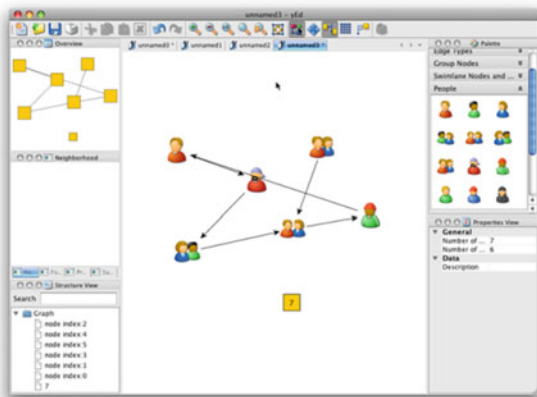 unnamed3 - yEd
Overview
unnamed0 *
unnamed1
unnamed2
unnamed3 *
Palette
Edge Types
Group Nodes
Swimlane Nodes and ...
People
Neighborhood
Structure View
Search
Graph
node index:2
node index:4
node index:5
node index:3
node index:1
node index:0
7
7
Properties View
General
Number of ... 7
Number of ... 6
Data
Description